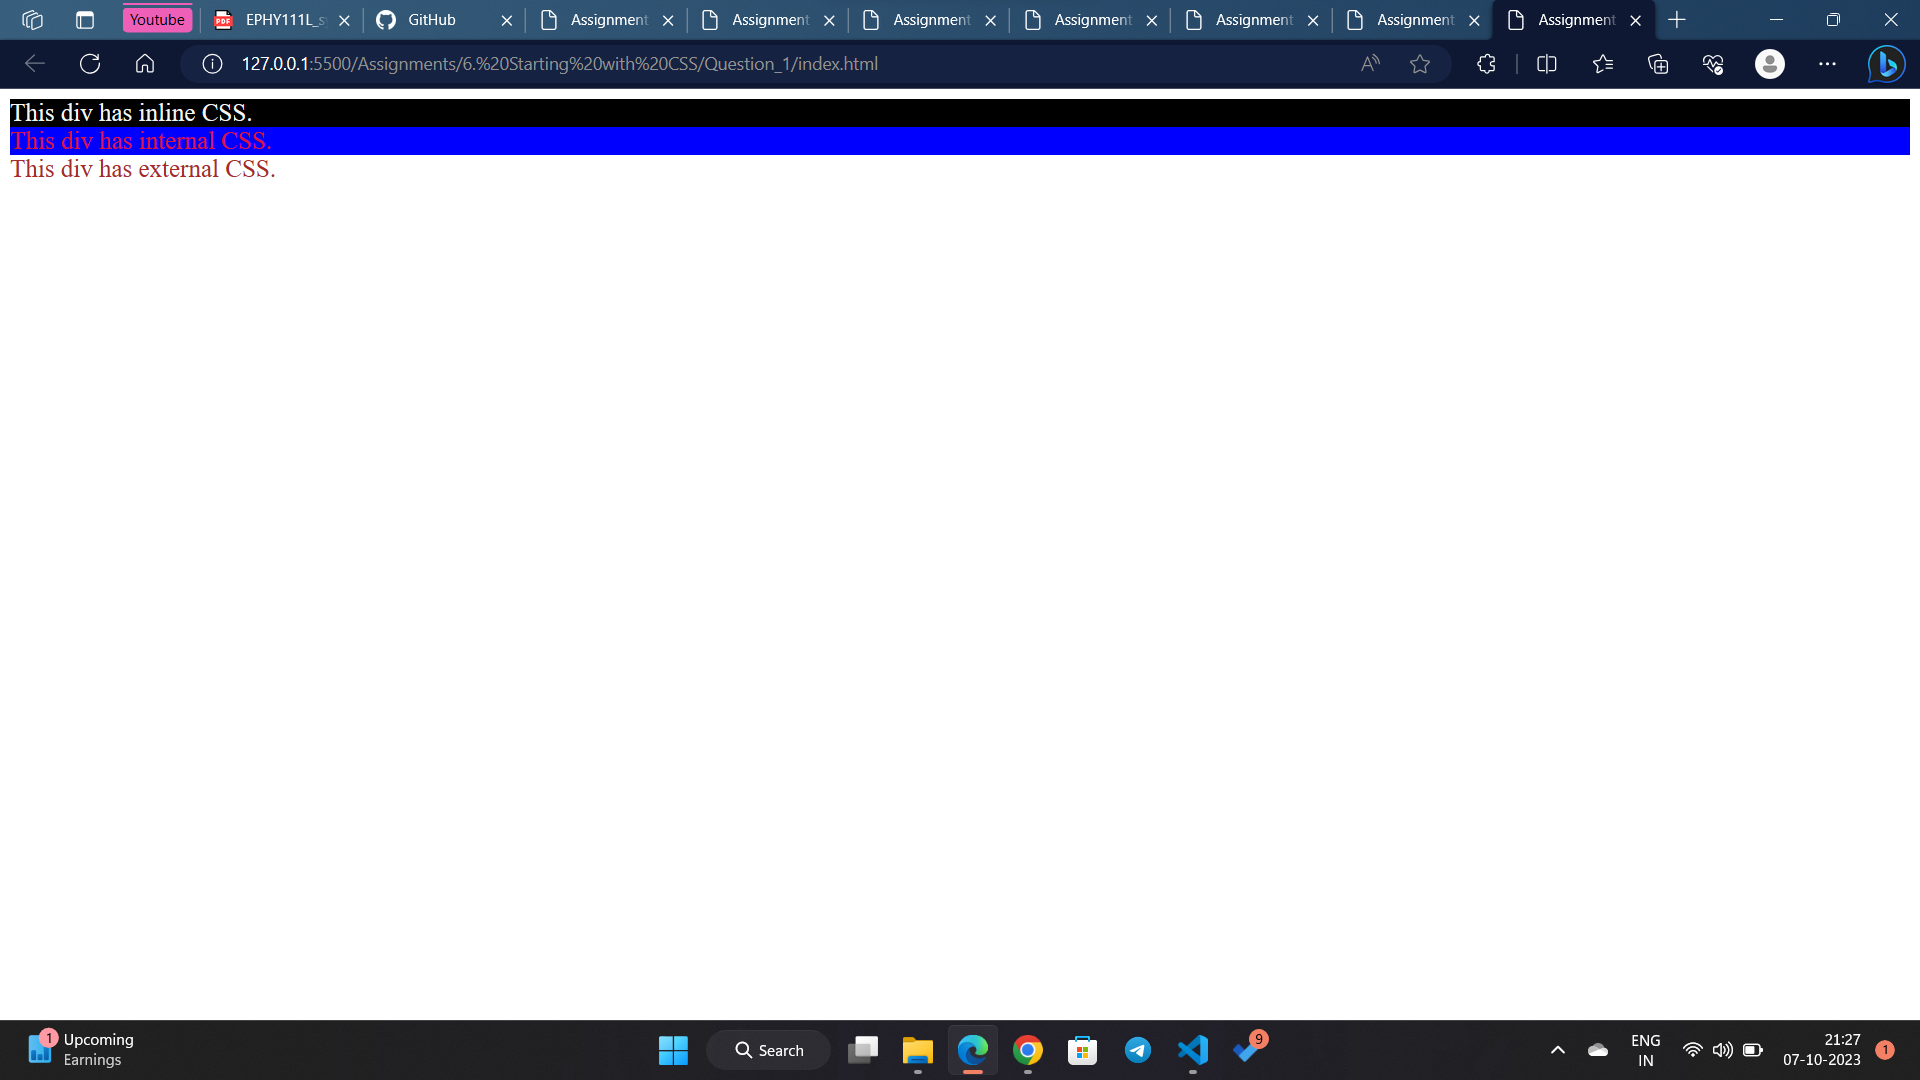 Youtube
EPHY111L_s
GitHub
Assignment
Assignment
Assignment
Assignment
Assignment
Assignment
Assignment
127.0.0.1:5500/Assignments/6.%20Starting%20with%20CSS/Question_1/index.html
This div has inline CSS.
This div has internal CSS.
This div has external CSS.
1
Upcoming
Earnings
Search
9
ENG
IN
21:27
07-10-2023
1